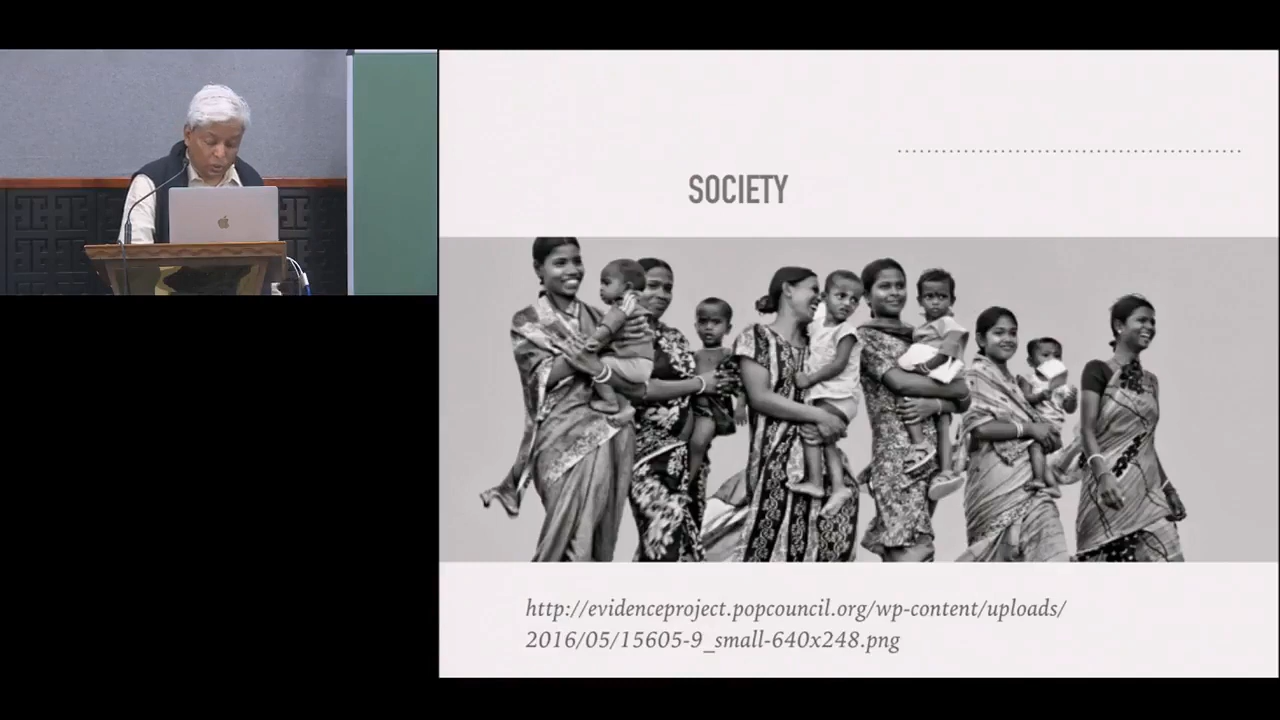 SOCIETY
http://evidenceproject.popcouncil.org/wp-content/uploads/
2016/05/15605-9_small-640x248.png